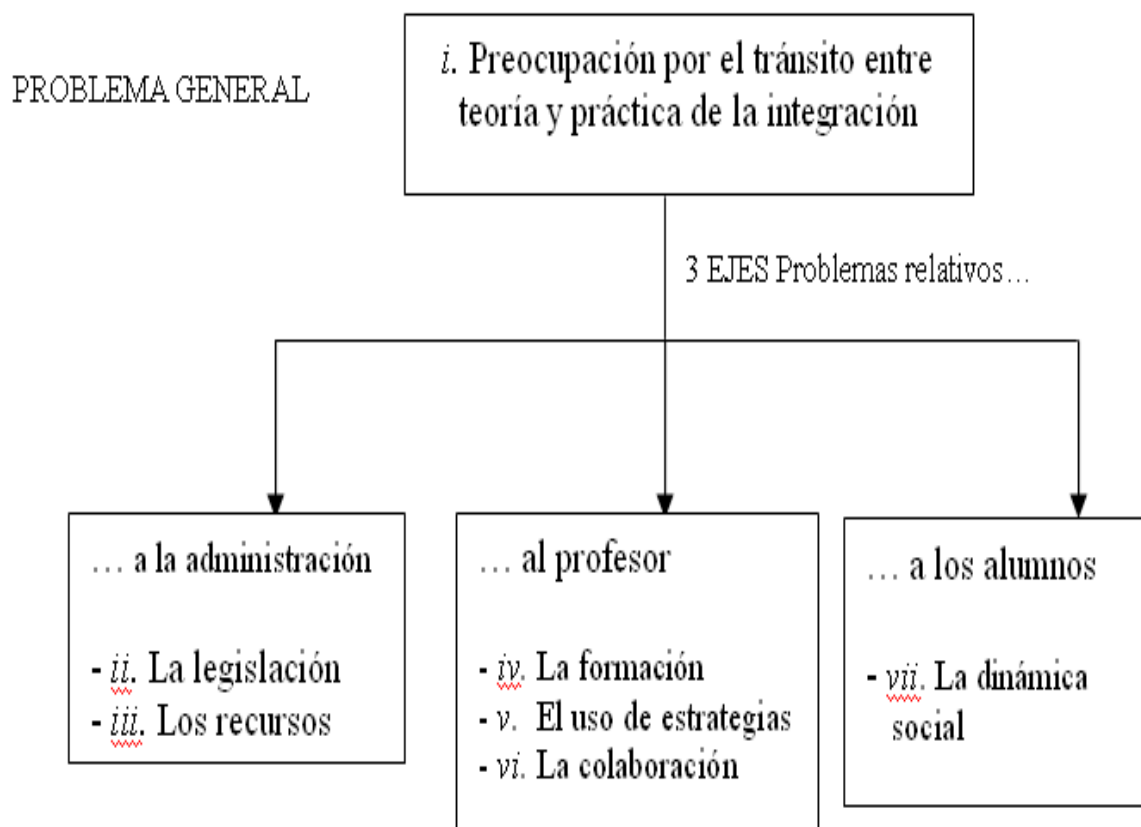 PROBLEMA GENERAL
i. Preocupación por el tránsito entre
teoría y práctica de la integración
3 EJES Problemas relativos…
… a la administración
- ii. La legislación
- iii. Los recursos
… al profesor
- iv. La formación
- v. El uso de estrategias
- vi. La colaboración
… a los alumnos
- vii. La dinámica
social